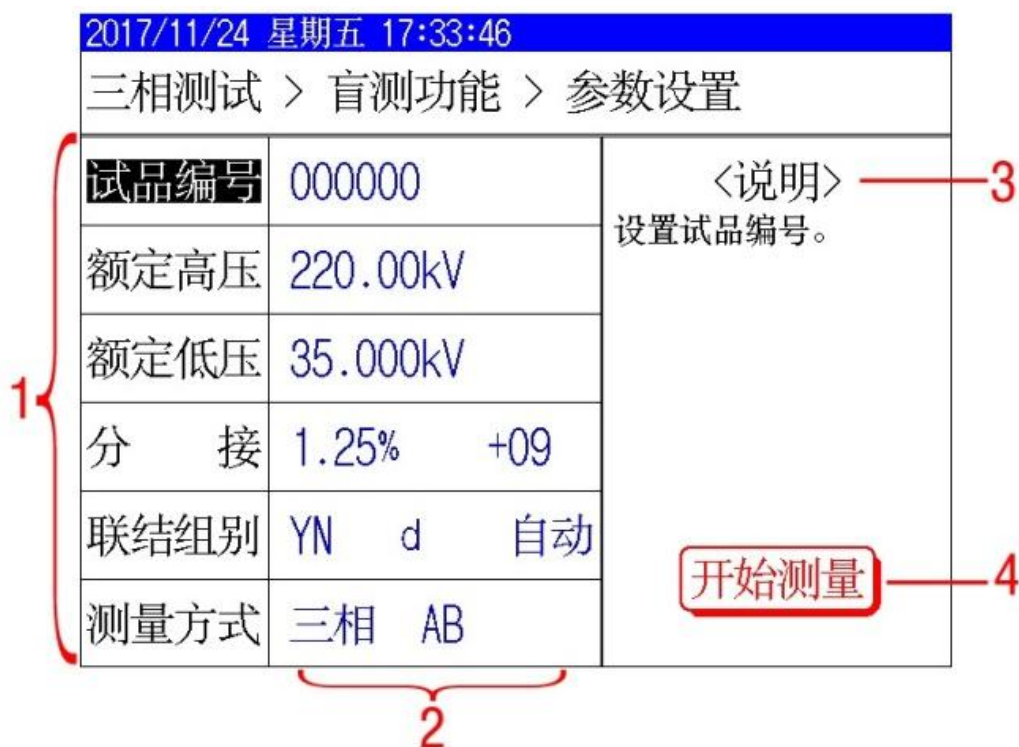 2017/11/24 星期五 17:33:46
三相测试 > 盲测功能 > 参数设置
试品编号 000000
额定高压 220.00kV
额定低压 35.000kV
分 接 1.25% +09
联结组别 YN d 自动
测量方式 三相 AB
<说明>
设置试品编号。
开始测量
1
2
3
4